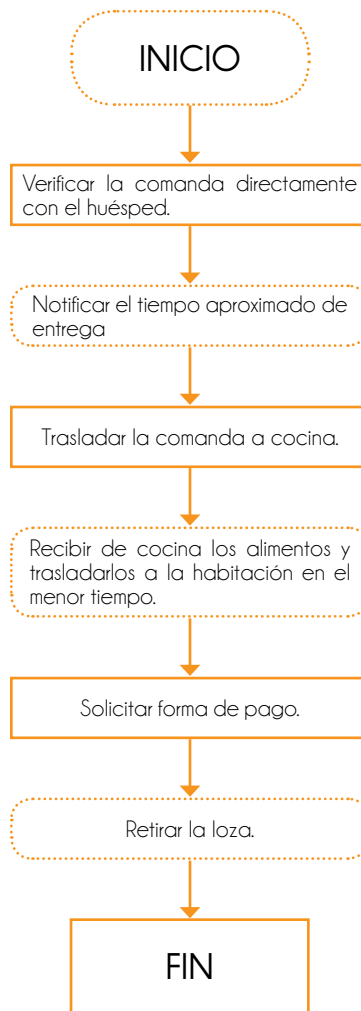 INICIO
Verificar la comanda directamente
con el huésped.
Notificar el tiempo aproximado de
entrega
Trasladar la comanda a cocina.
Recibir de cocina los alimentos y
trasladarlos a la habitación en el
menor tiempo.
Solicitar forma de pago.
Retirar la loza.
FIN